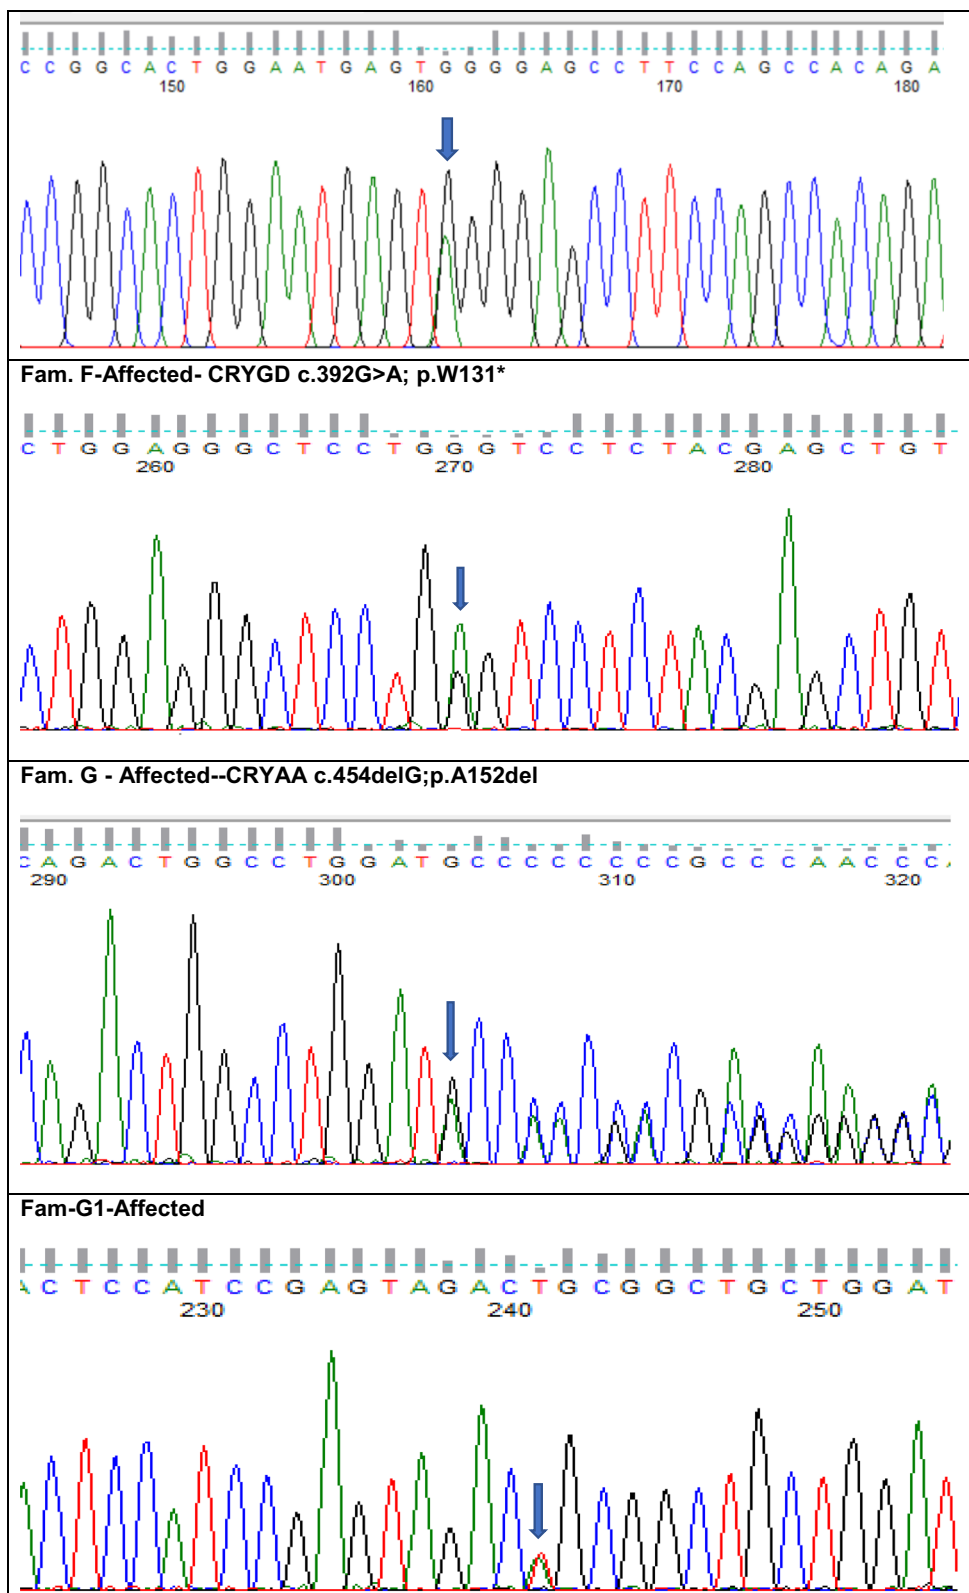 C C G G C A C T G G A A T G A G T G G G G A G C C T T C C A G C C A C A G A
150 160 170 180
Fam. F-Affected- CRYGD c.392G>A; p.W131*
C T G G A G G G C T C C T G G G T C C T C T A C G A G C T G T
260 270 280
Fam. G - Affected--CRYAA c.454delG;p.A152del
C A G A C T G G C C T G G A T G C C C C C C C C G C C C A A C C C A
290 300 310 320
Fam-G1-Affected
A C T C C A T C C G A G T A G A C T G C G G C T G C T G G A T
230 240 250